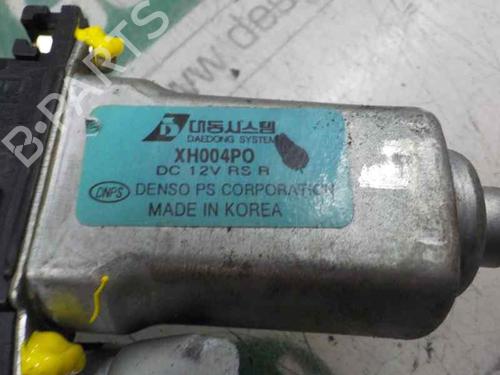 대동시스템
DAEDONG SYSTEM
XH004PO
DC 12V RS R
DNPS DENSO PS CORPORATION
MADE IN KOREA
B-PARTS